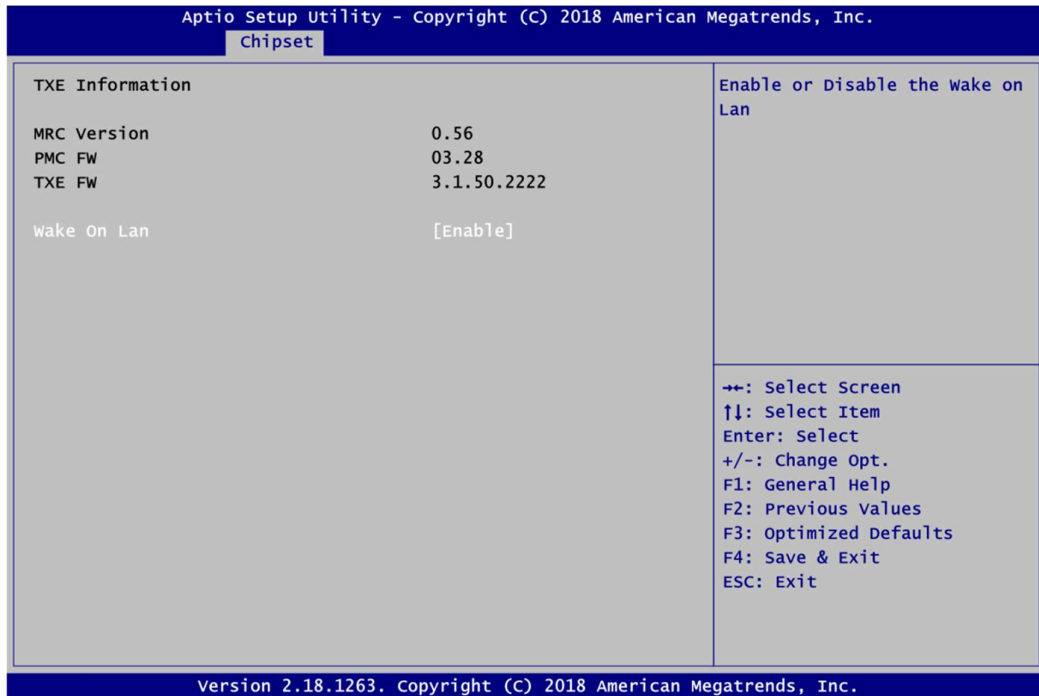 Aptio Setup Utility - Copyright (C) 2018 American Megatrends, Inc.
Chipset
TXE Information
MRC Version 0.56
PMC FW 03.28
TXE FW 3.1.50.2222
Wake On Lan [Enable]
Enable or Disable the Wake on
Lan
→←: Select Screen
↑↓: Select Item
Enter: Select
+/-: Change Opt.
F1: General Help
F2: Previous Values
F3: Optimized Defaults
F4: Save & Exit
ESC: Exit
Version 2.18.1263. Copyright (C) 2018 American Megatrends, Inc.